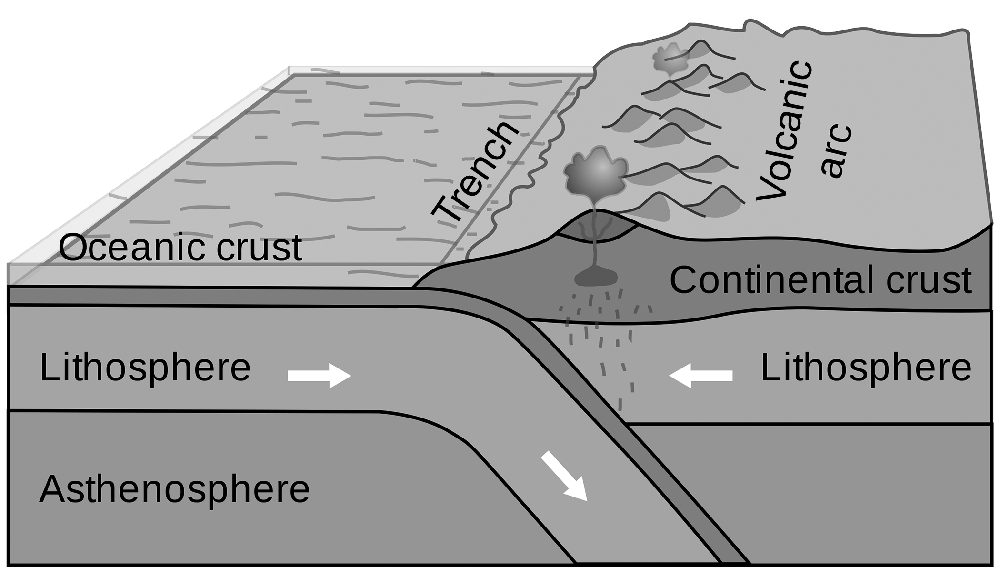 Volcanic
arc
Trench
Oceanic crust
Continental crust
Lithosphere
Lithosphere
Asthenosphere